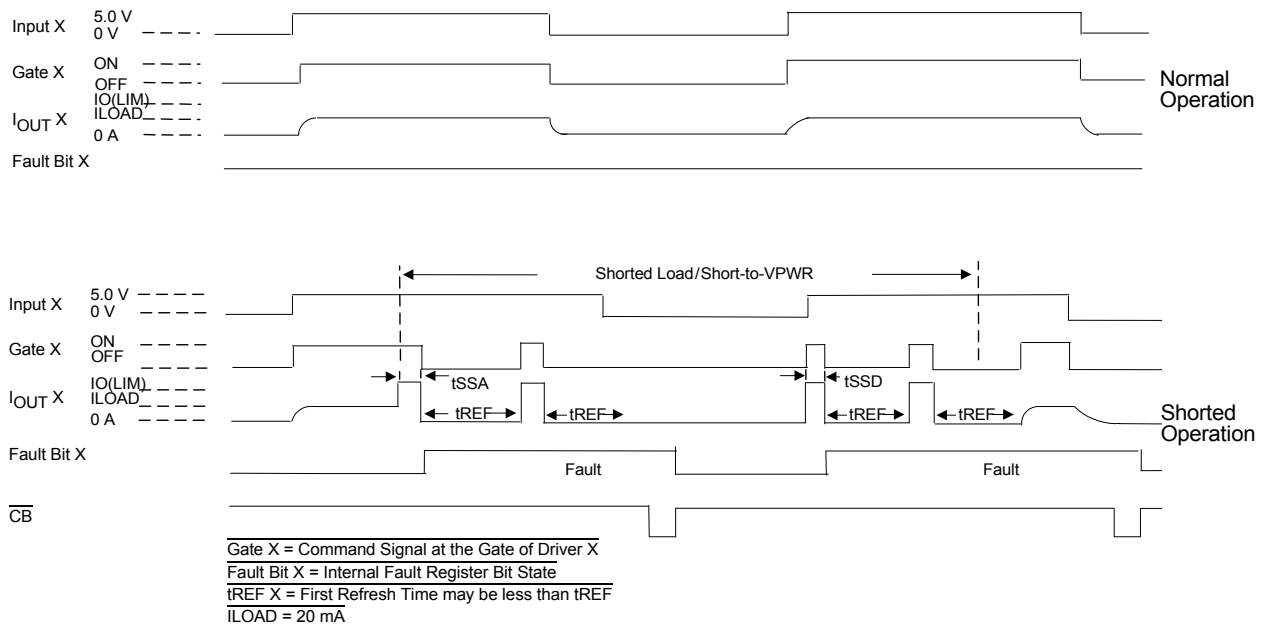 Input X 5.0 V
0 V
Gate X ON
OFF
IO(LIM)
IOUT X ILOAD
0 A
Fault Bit X
Normal
Operation
Shorted Load/Short-to-VPWR
Input X 5.0 V
0 V
Gate X ON
OFF
tSSA tSSD
IOUT X IO(LIM)
ILOAD
0 A
tREF tREF tREF tREF
Shorted
Operation
Fault Bit X
Fault Fault
CB
Gate X = Command Signal at the Gate of Driver X
Fault Bit X = Internal Fault Register Bit State
tREF X = First Refresh Time may be less than tREF
ILOAD = 20 mA